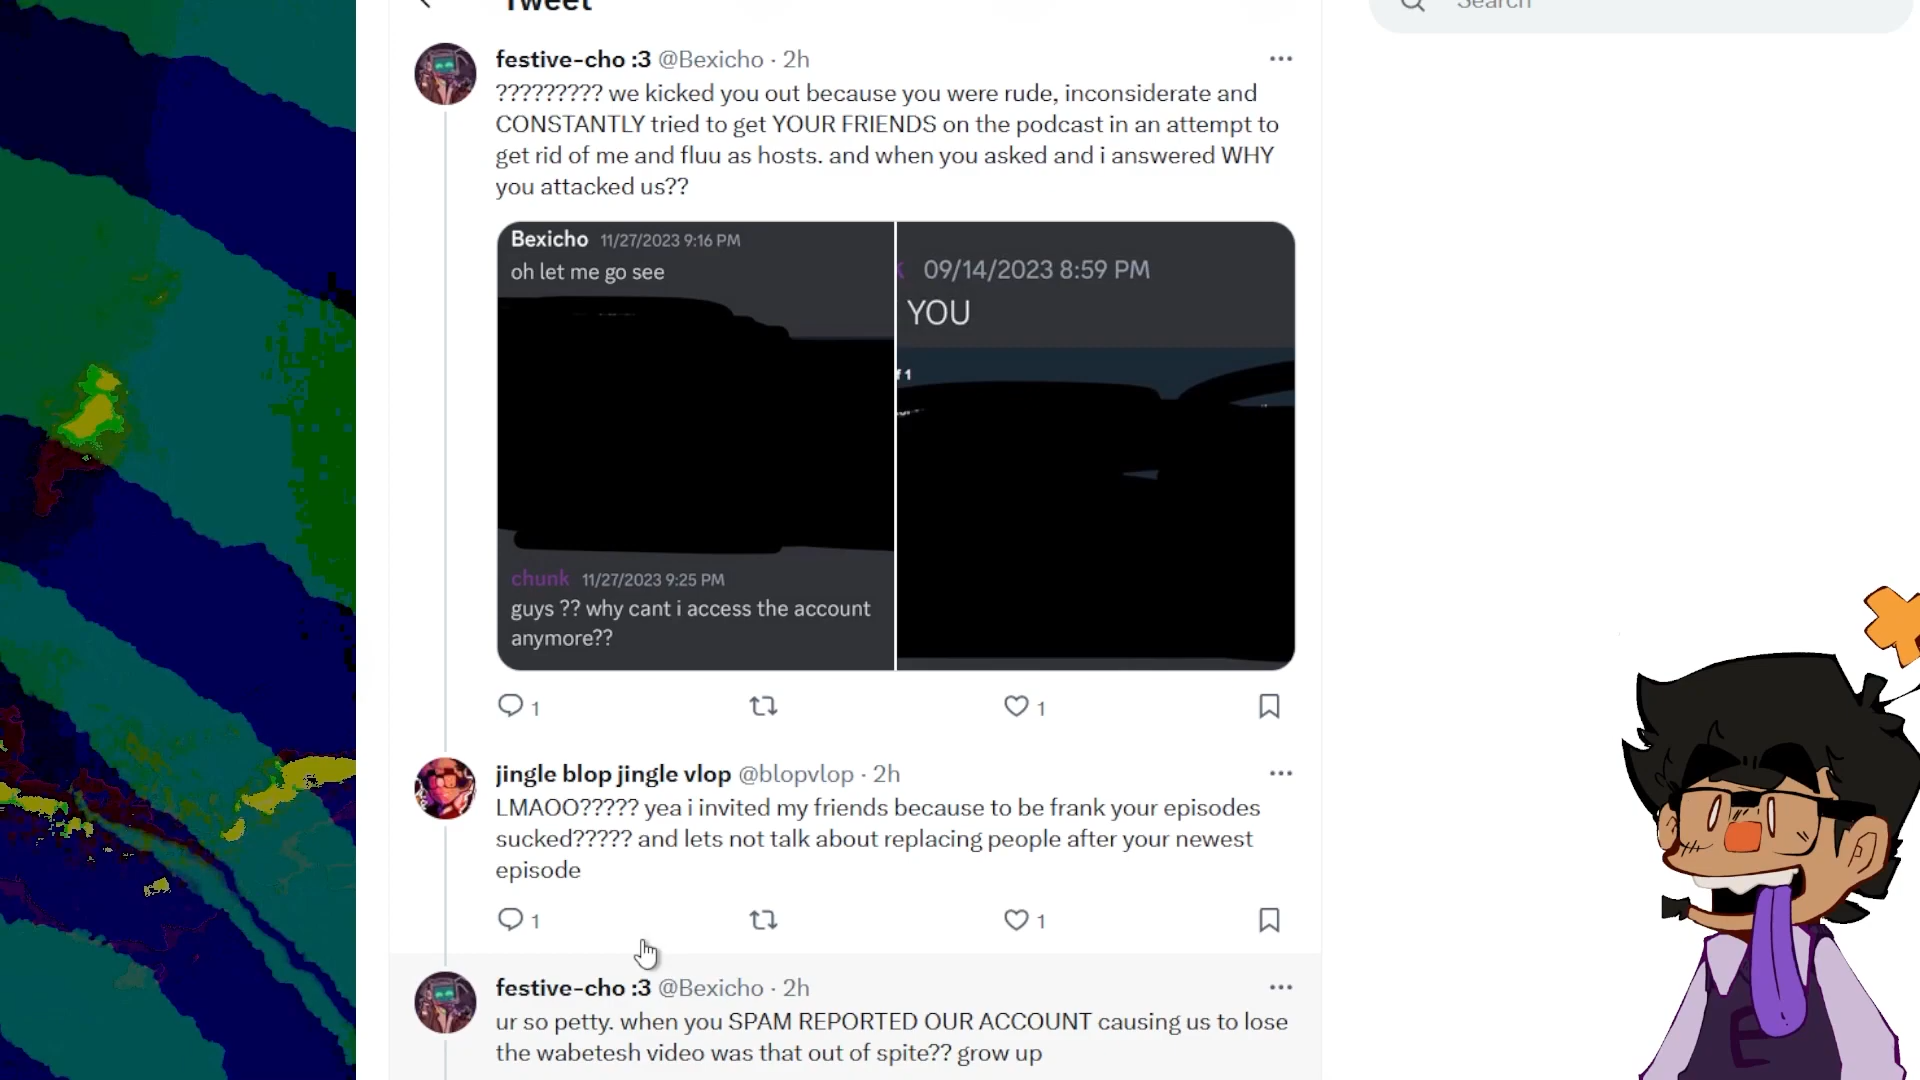 Tweet
Search
festive-cho :3 @Bexicho · 2h
????????? we kicked you out because you were rude, inconsiderate and
CONSTANTLY tried to get YOUR FRIENDS on the podcast in an attempt to
get rid of me and fluu as hosts. and when you asked and i answered WHY
you attacked us??
Bexicho 11/27/2023 9:16 PM
oh let me go see
chunk 11/27/2023 9:25 PM
guys ?? why cant i access the account
anymore??
09/14/2023 8:59 PM
YOU
f 1
1 1
jingle blop jingle vlop @blopvlop · 2h
LMAOO????? yea i invited my friends because to be frank your episodes
sucked????? and lets not talk about replacing people after your newest
episode
1 1
festive-cho :3 @Bexicho · 2h
ur so petty. when you SPAM REPORTED OUR ACCOUNT causing us to lose
the wabetesh video was that out of spite?? grow up